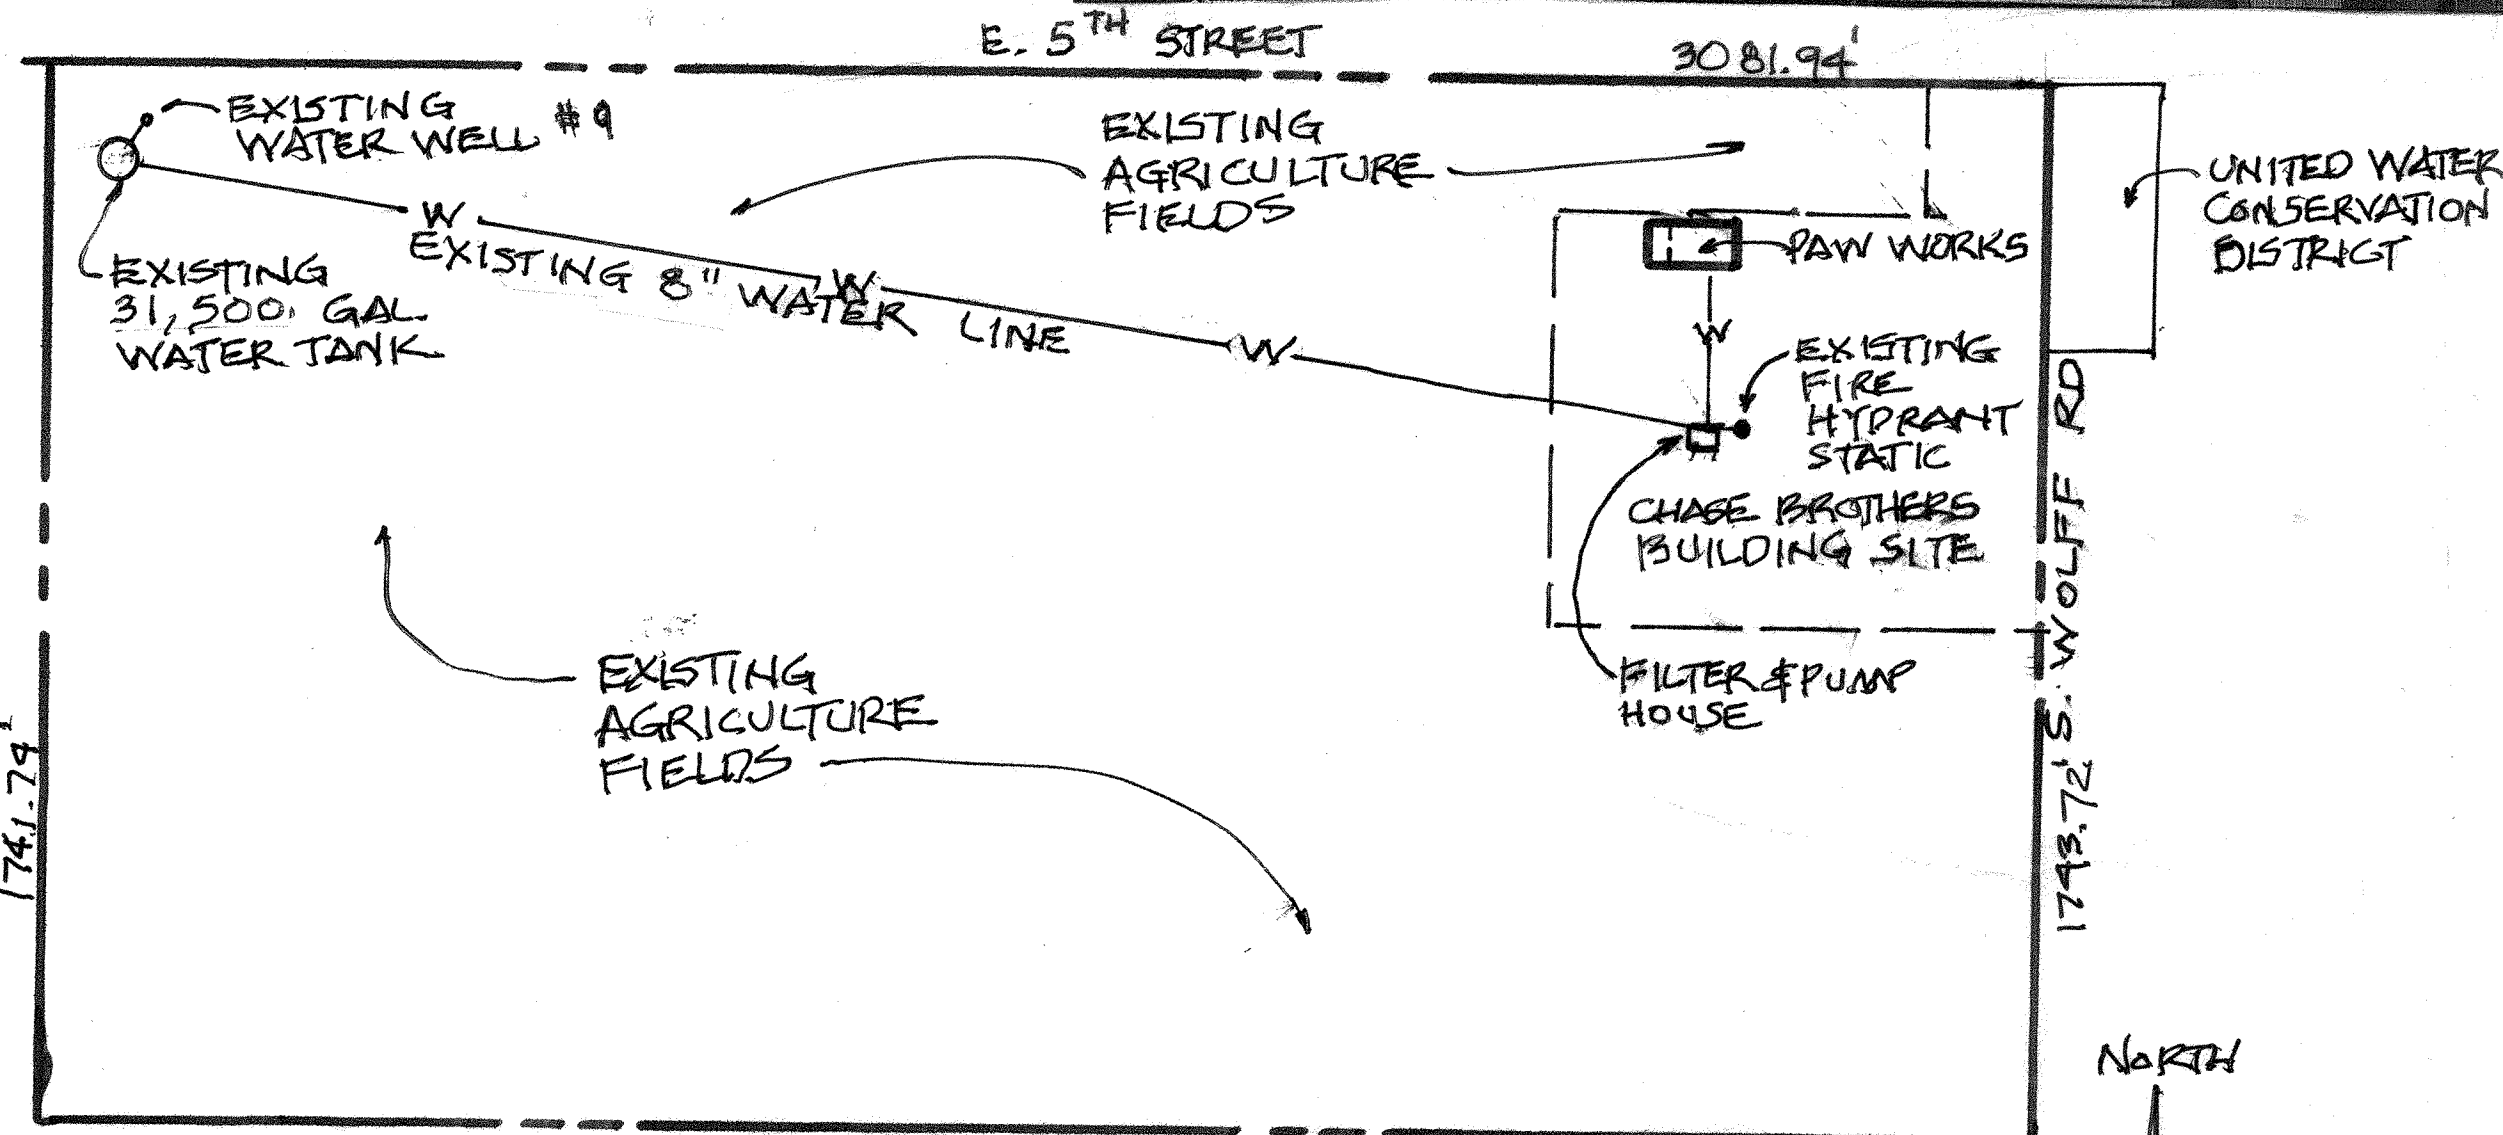 E. 5TH STREET
3081.94'
EXISTING
WATER WELL #9
EXISTING
AGRICULTURE
FIELDS
UNITED WATER
CONSERVATION
DISTRICT
W
EXISTING 8" WATER LINE
W
W
PAW WORKS
EXISTING
31,500 GAL.
WATER TANK
W
EXISTING
FIRE
HYDRANT
STATIC
CHASE BROTHERS
BUILDING SITE
1743.72' S. WOLFF RD
EXISTING
AGRICULTURE
FIELDS
FILTER & PUMP
HOUSE
1741.74'
NORTH